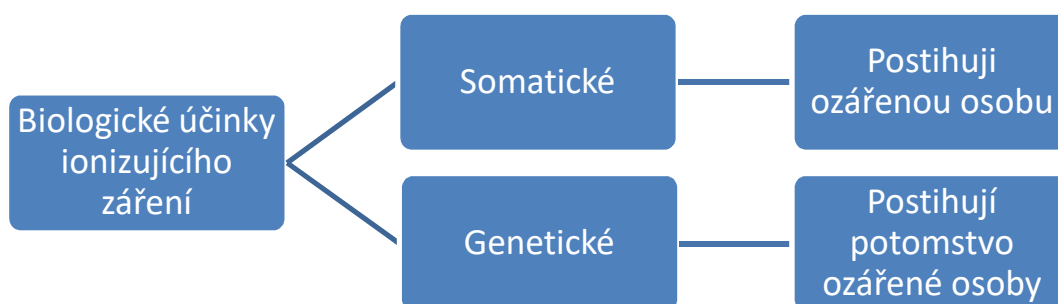 Biologické účinky
ionizujícího
záření
Somatické
Postihuji
ozářenou osobu
Genetické
Postihují
potomstvo
ozářené osoby